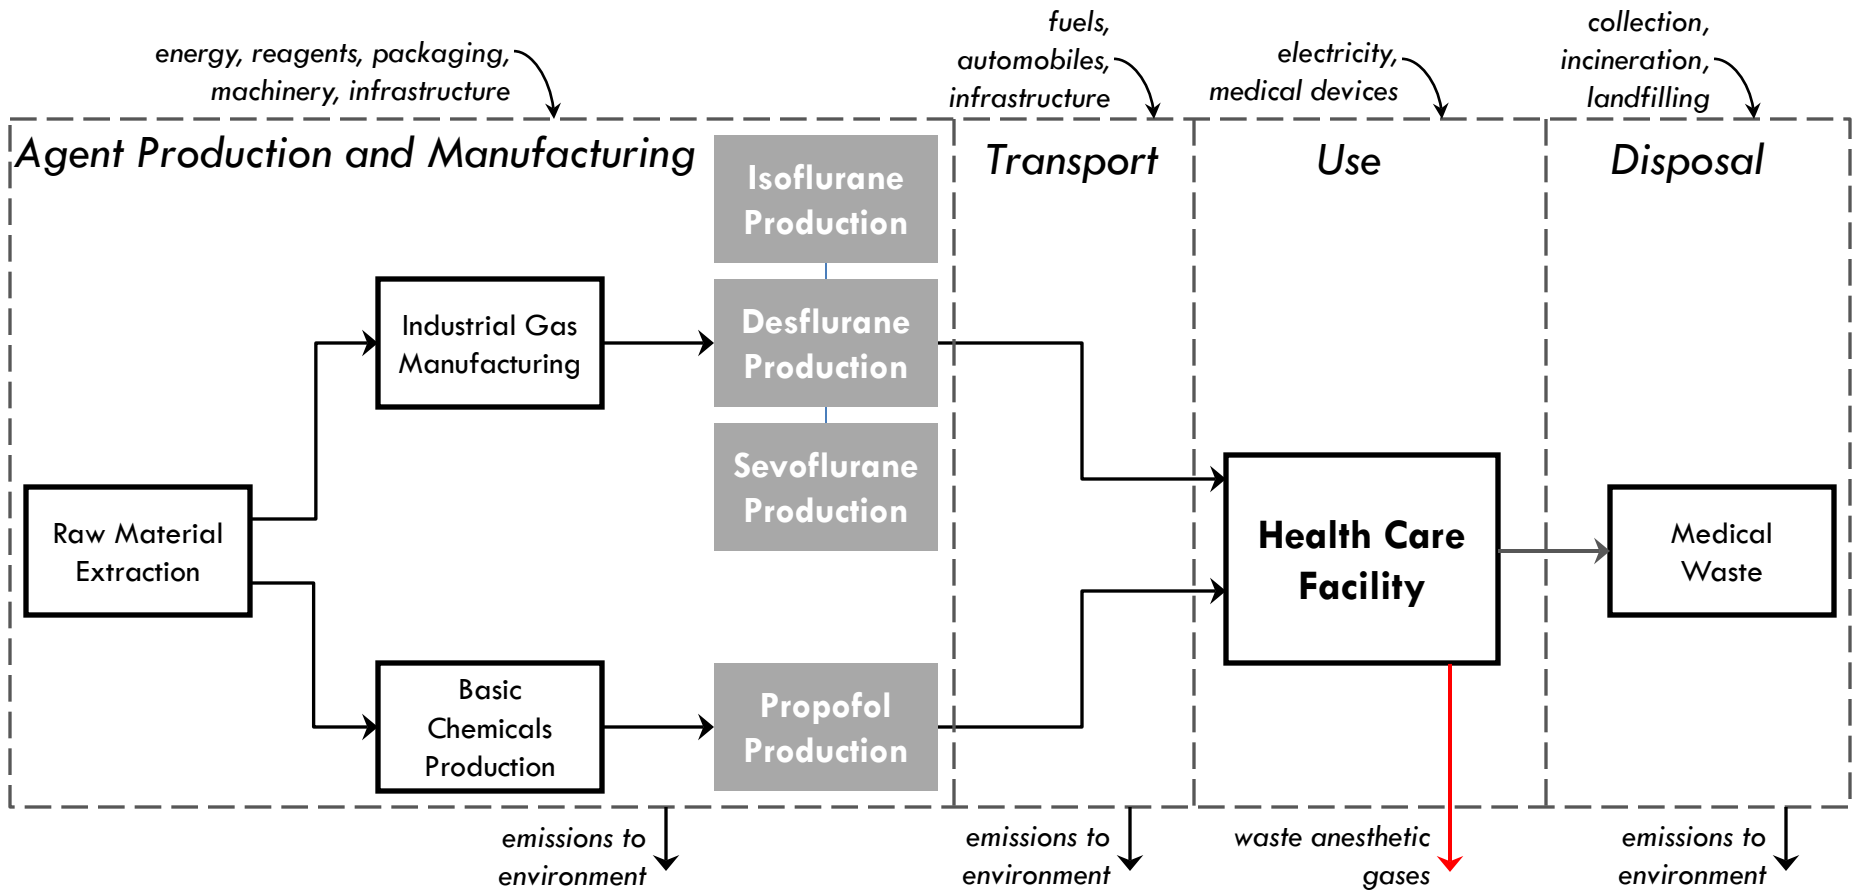 energy, reagents, packaging,
machinery, infrastructure
fuels,
automobiles,
infrastructure
electricity,
medical devices
collection,
incineration,
landfilling
Agent Production and Manufacturing
Transport
Use
Disposal
Isoflurane
Production
Industrial Gas
Manufacturing
Desflurane
Production
Sevoflurane
Production
Raw Material
Extraction
Health Care
Facility
Medical
Waste
Basic
Chemicals
Production
Propofol
Production
emissions to
environment
emissions to
environment
waste anesthetic
gases
emissions to
environment